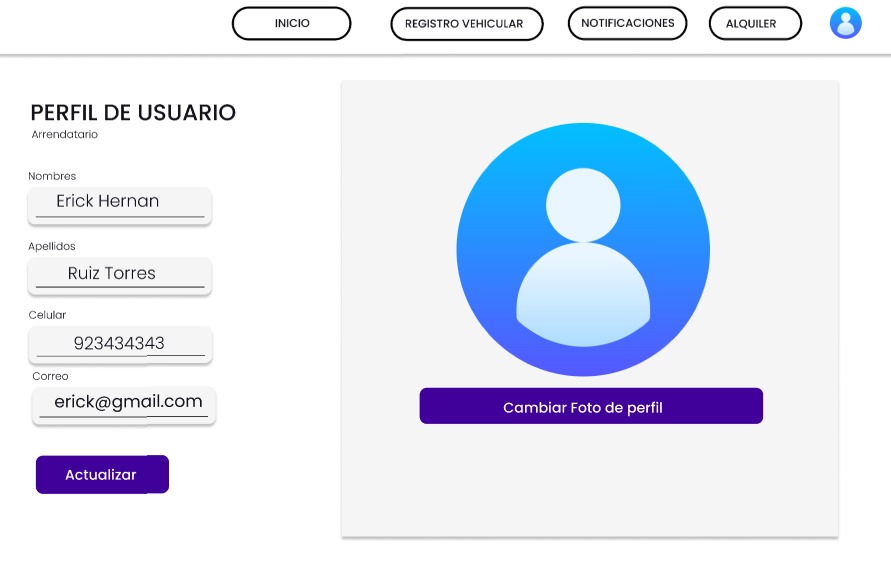 INICIO
REGISTRO VEHICULAR
NOTIFICACIONES
ALQUILER
PERFIL DE USUARIO
Arrendatario
Nombres
Erick Hernan
Apellidos
Ruiz Torres
Celular
923434343
Correo
erick@gmail.com
Actualizar
Cambiar Foto de perfil